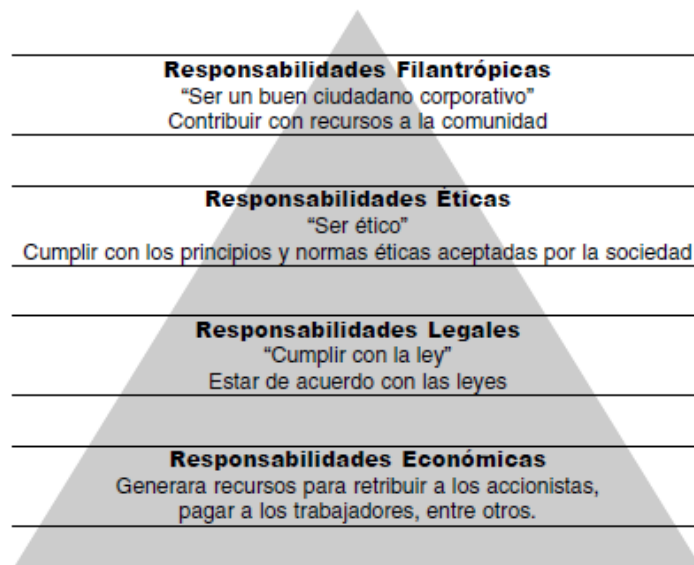 Responsabilidades Filantrópicas
“Ser un buen ciudadano corporativo”
Contribuir con recursos a la comunidad
Responsabilidades Éticas
“Ser ético”
Cumplir con los principios y normas éticas aceptadas por la sociedad
Responsabilidades Legales
“Cumplir con la ley”
Estar de acuerdo con las leyes
Responsabilidades Económicas
Generara recursos para retribuir a los accionistas,
pagar a los trabajadores, entre otros.